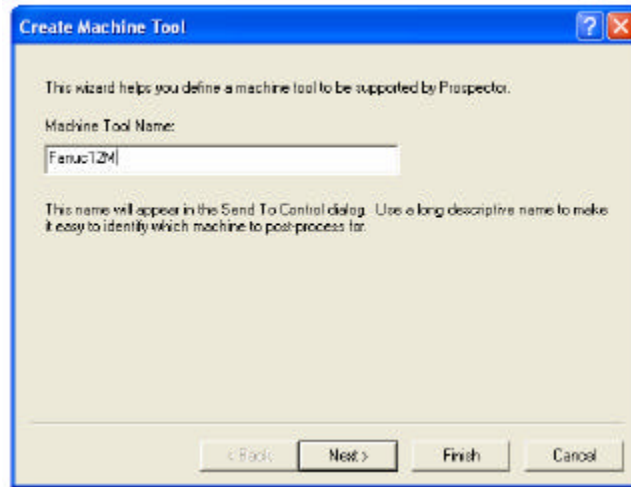 Create Machine Tool
This wizard helps you define a machine tool to be supported by Prospector.
Machine Tool Name:
Fanuc12M
This name will appear in the Send To Control dialog. Use a long descriptive name to make
it easy to identify which machine to post-process for.
< Back Next > Finish Cancel